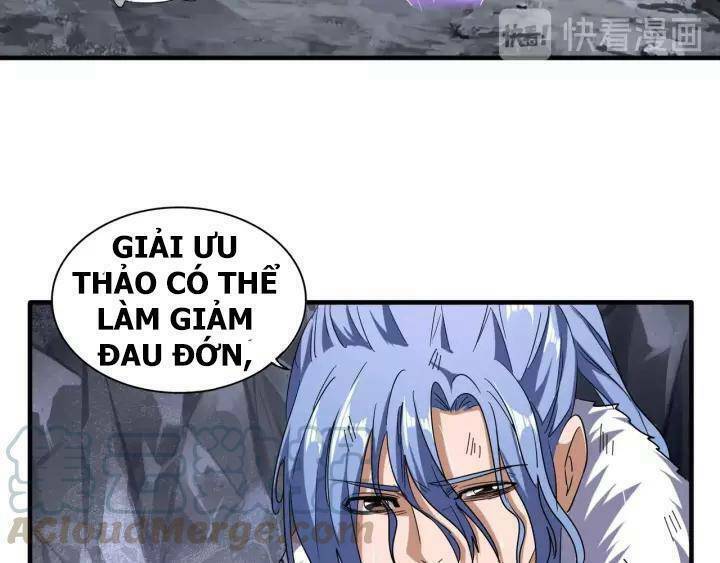 快看漫画
GIẢI ƯU
THẢO CÓ THỂ
LÀM GIẢM
ĐAU ĐỚN,
ACloudMerge.com